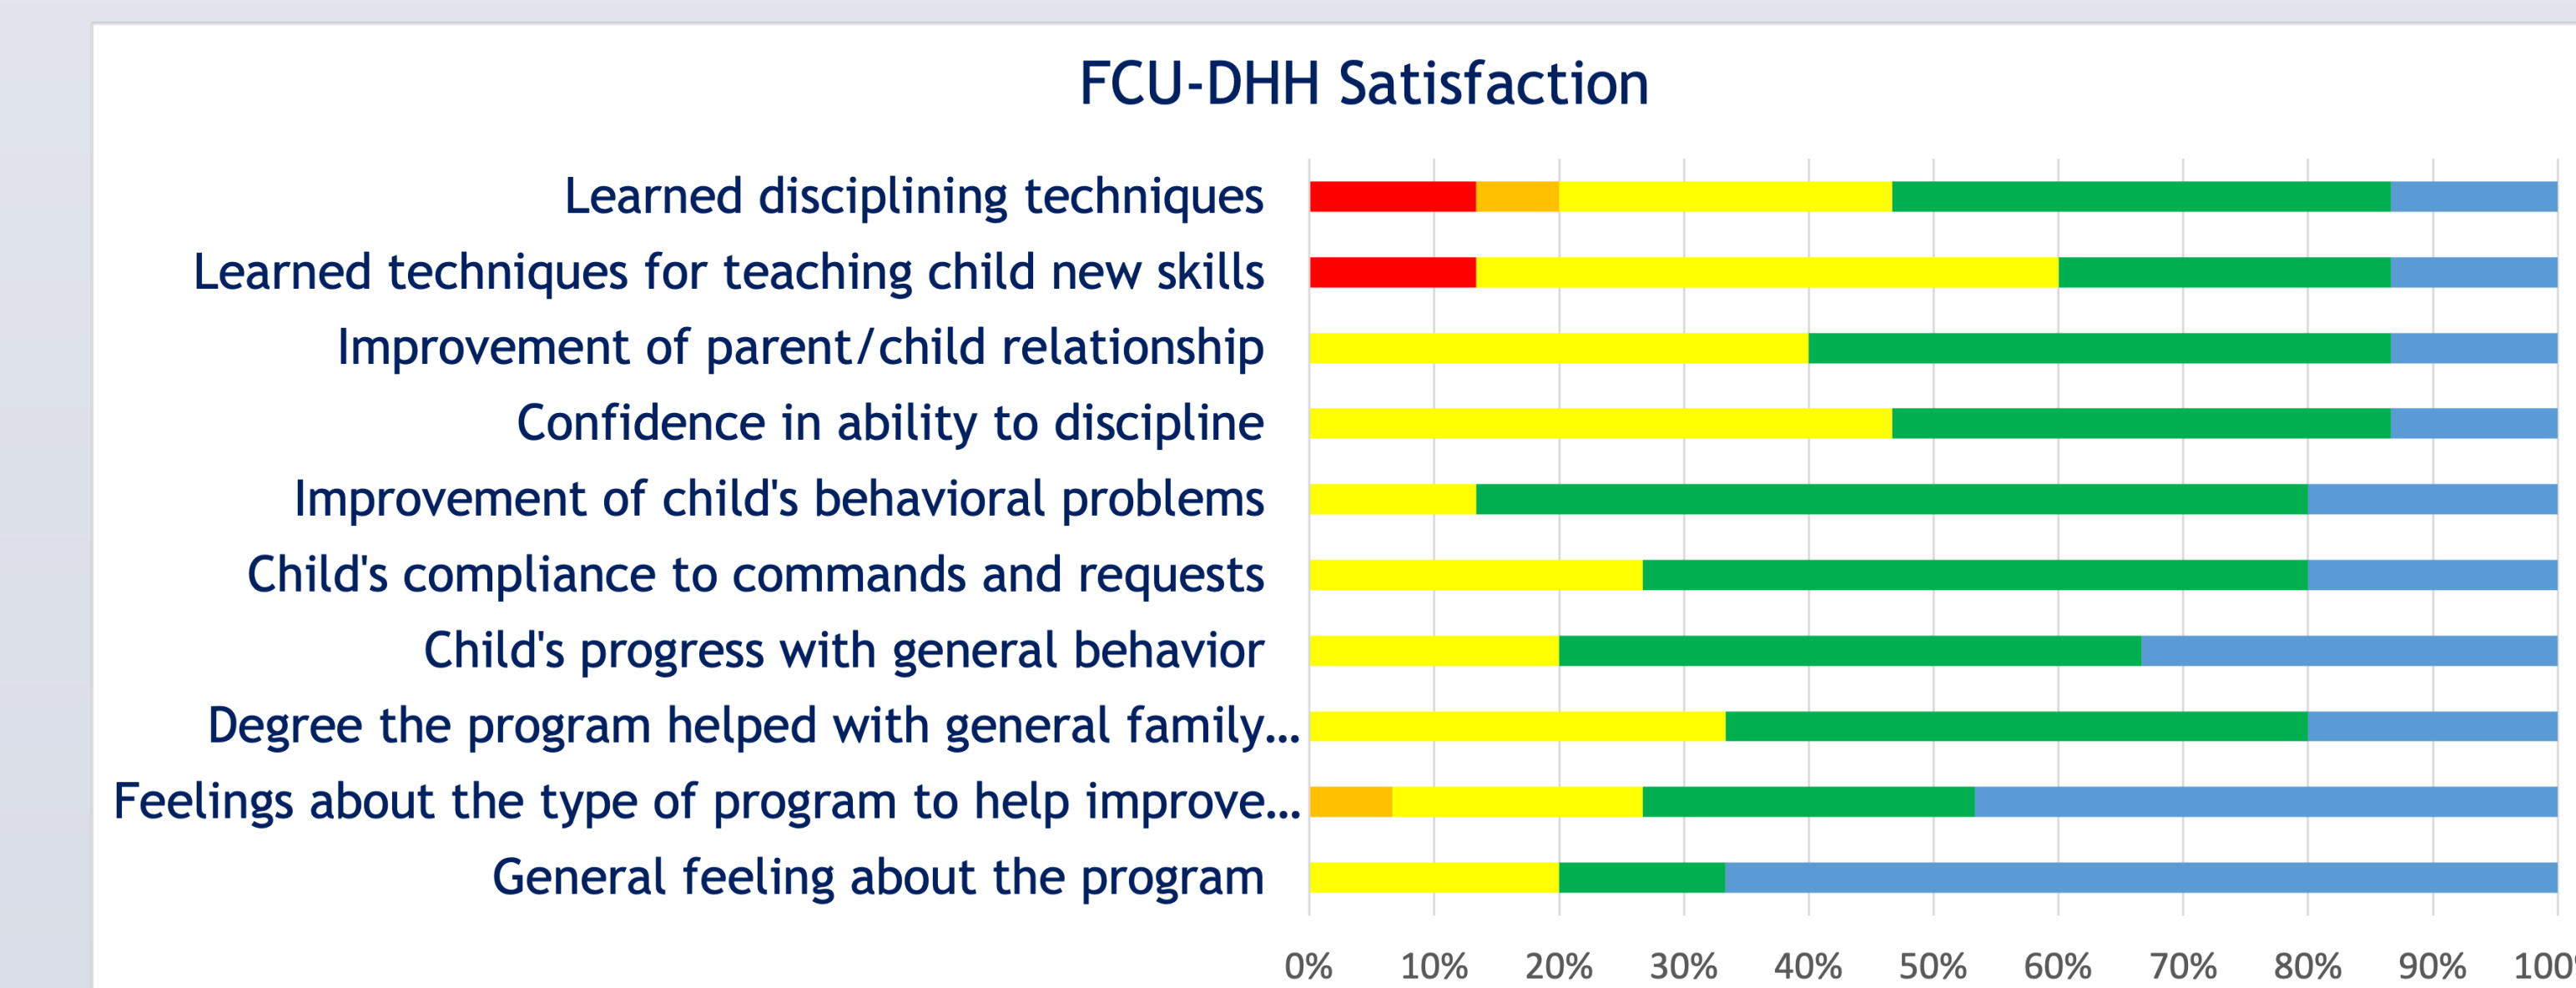 FCU-DHH Satisfaction
Learned disciplining techniques
Learned techniques for teaching child new skills
Improvement of parent/child relationship
Confidence in ability to discipline
Improvement of child's behavioral problems
Child's compliance to commands and requests
Child's progress with general behavior
Degree the program helped with general family...
Feelings about the type of program to help improve...
General feeling about the program
0% 10% 20% 30% 40% 50% 60% 70% 80% 90% 100